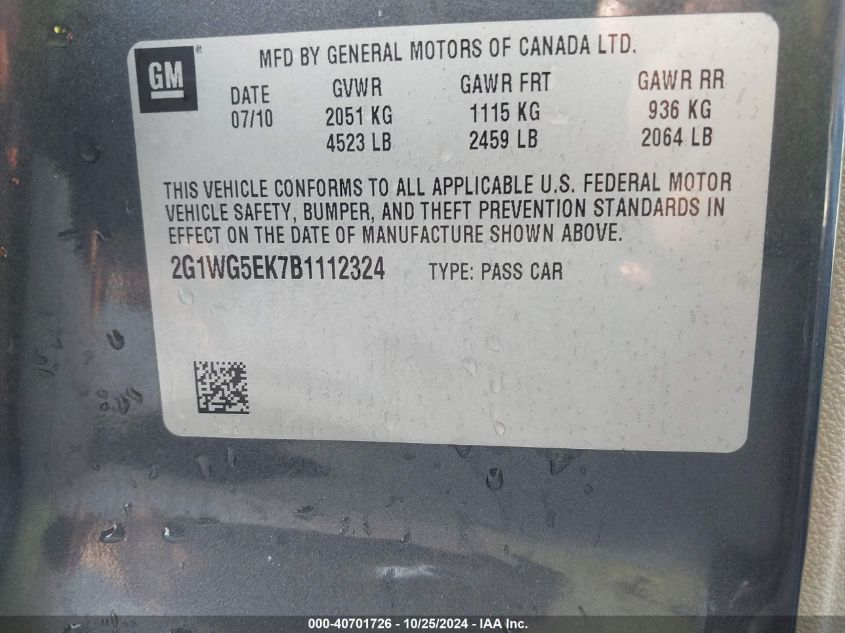 GM®
MFD BY GENERAL MOTORS OF CANADA LTD.
DATE GVWR GAWR FRT GAWR RR
07/10 2051 KG 1115 KG 936 KG
4523 LB 2459 LB 2064 LB
THIS VEHICLE CONFORMS TO ALL APPLICABLE U.S. FEDERAL MOTOR
VEHICLE SAFETY, BUMPER, AND THEFT PREVENTION STANDARDS IN
EFFECT ON THE DATE OF MANUFACTURE SHOWN ABOVE.
2G1WG5EK7B1112324 TYPE: PASS CAR
000-40701726 - 10/25/2024 - IAA Inc.